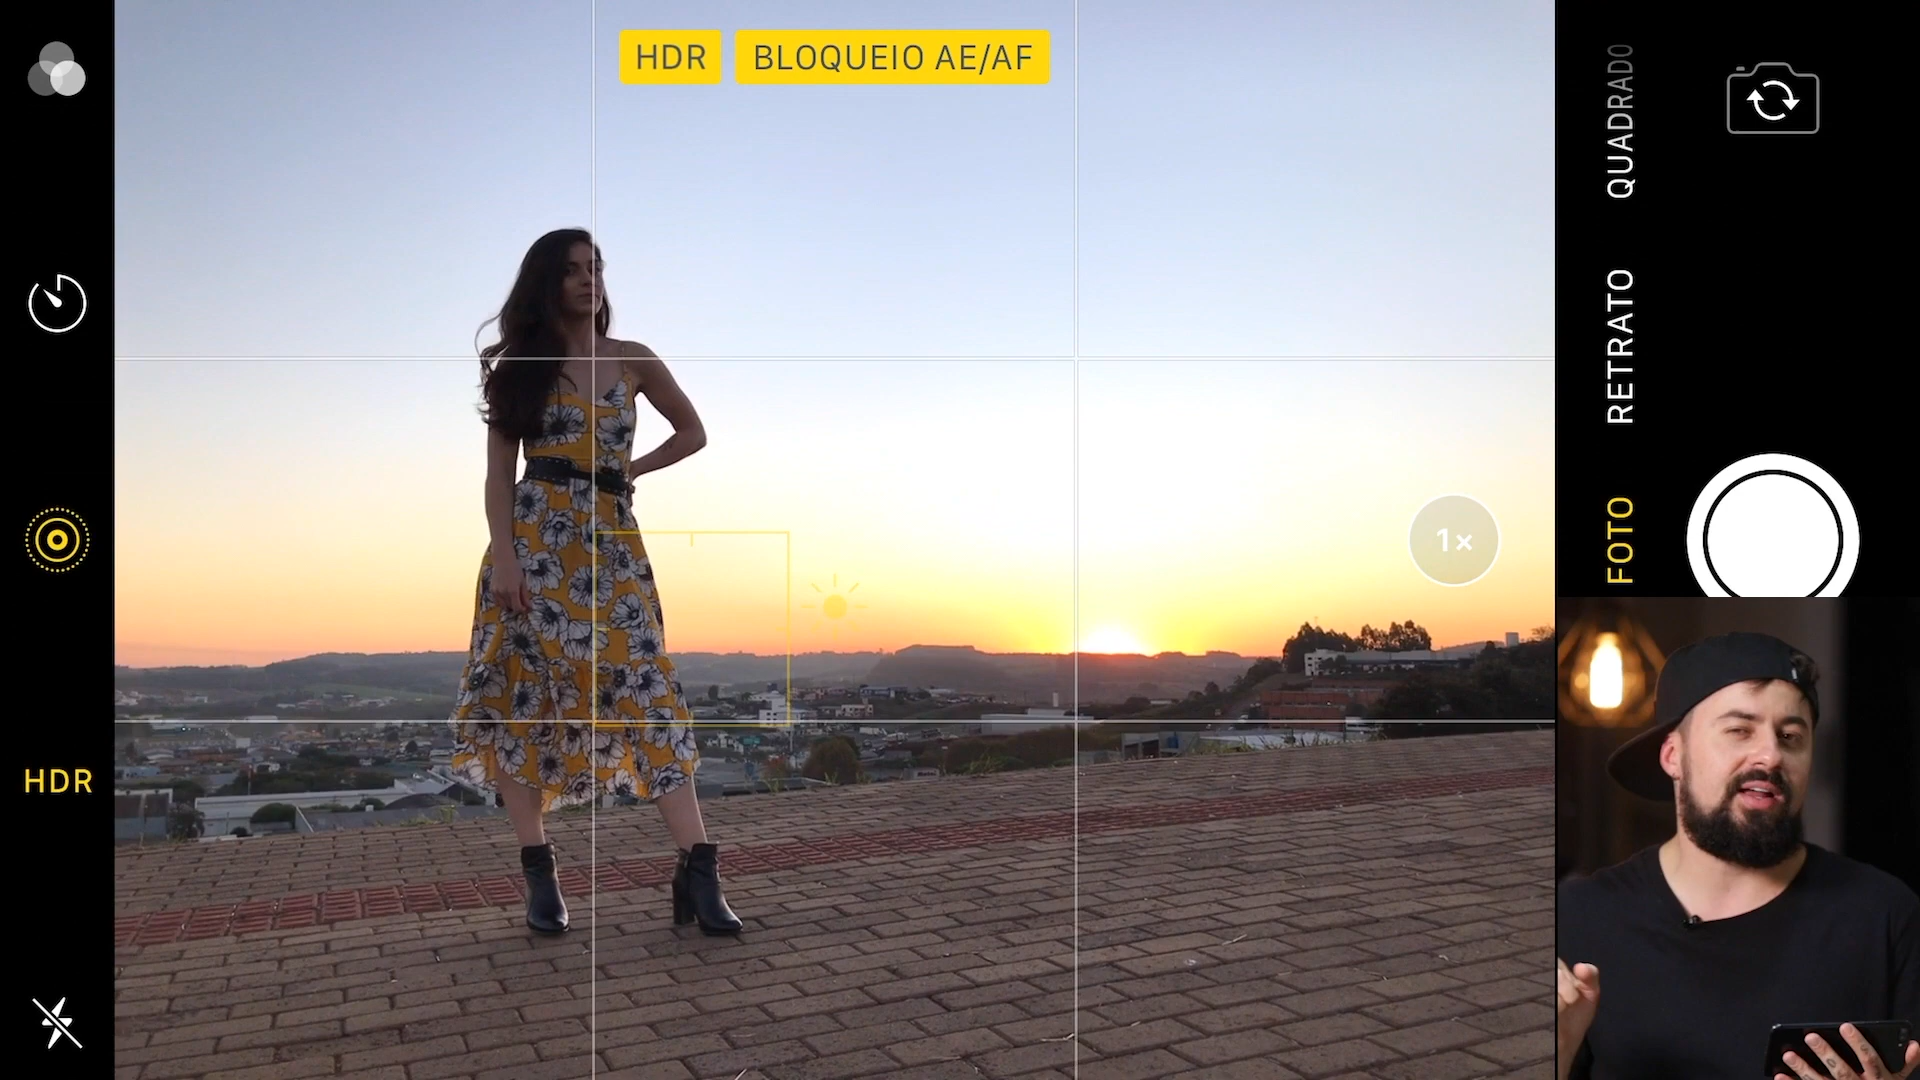 HDR
BLOQUEIO AE/AF
QUADRADO
RETRATO
FOTO
1×
HDR